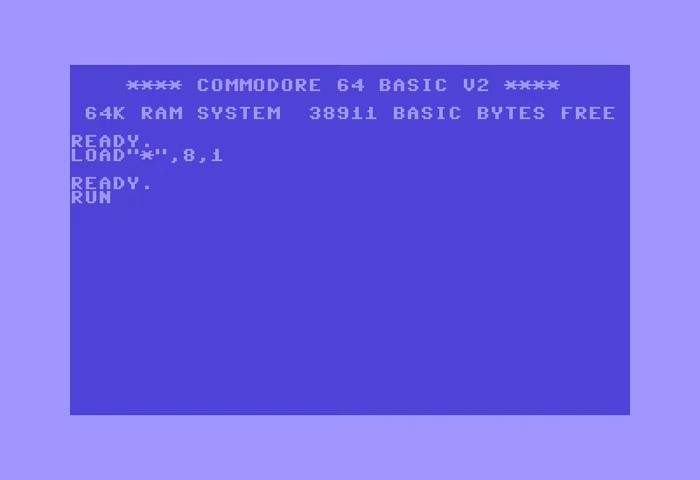 **** COMMODORE 64 BASIC V2 ****
64K RAM SYSTEM  38911 BASIC BYTES FREE
READY.
LOAD"*",8,1
READY.
RUN